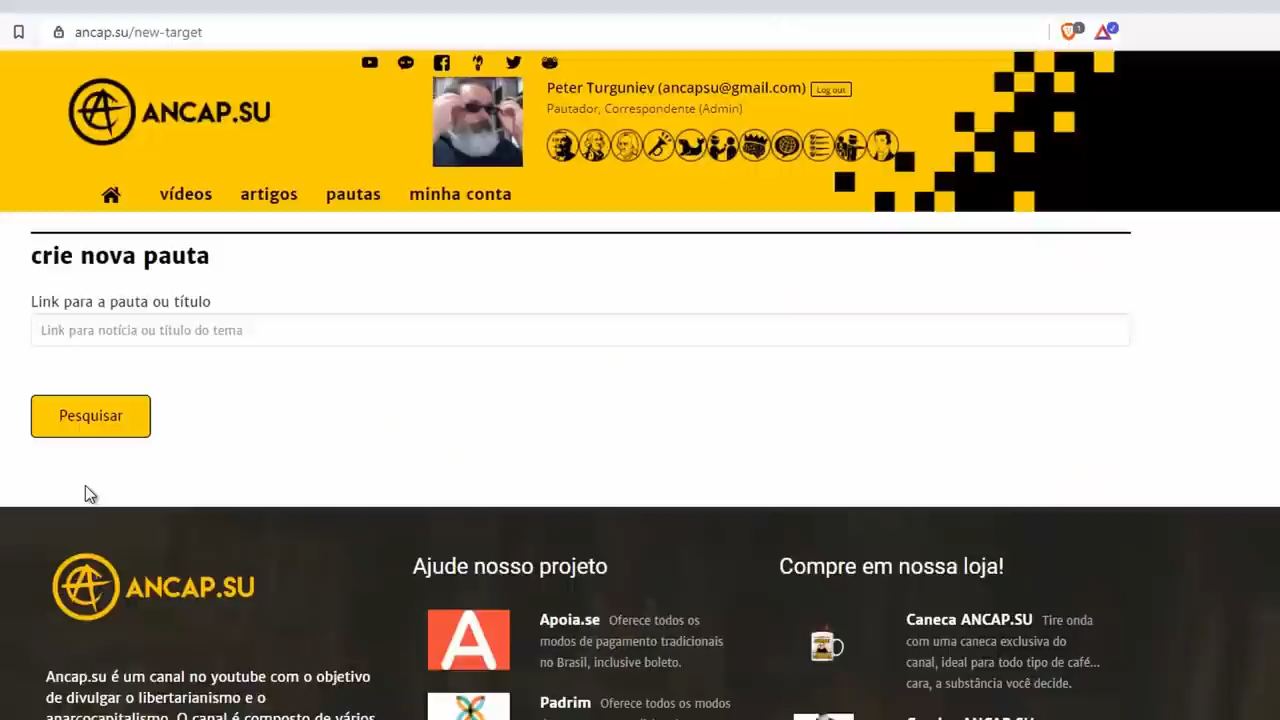 ancap.su/new-target
ANCAP.SU
Peter Turguniev (ancapsu@gmail.com) Log out
Pautador, Correspondente (Admin)
vídeos artigos pautas minha conta
crie nova pauta
Link para a pauta ou título
Link para notícia ou título do tema
Pesquisar
ANCAP.SU
Ancap.su é um canal no youtube com o objetivo
de divulgar o libertarianismo e o
anarcocapitalismo. O canal é composto de vários
Ajude nosso projeto
Apoia.se Oferece todos os
modos de pagamento tradicionais
no Brasil, inclusive boleto.
Padrim Oferece todos os modos
Compre em nossa loja!
Caneca ANCAP.SU Tire onda
com uma caneca exclusiva do
canal, ideal para todo tipo de café...
cara, a substância você decide.